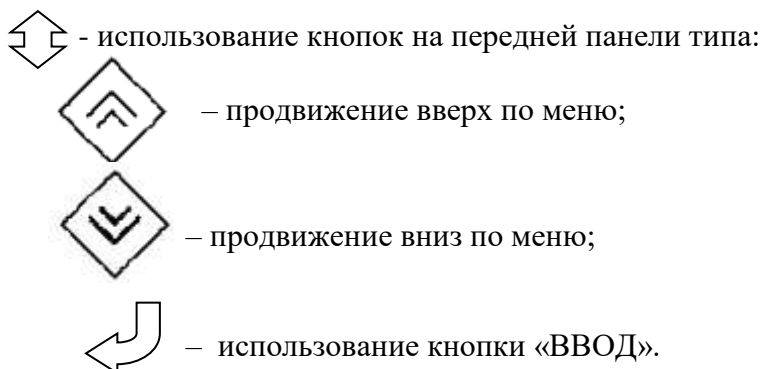 - использование кнопок на передней панели типа:
– продвижение вверх по меню;
– продвижение вниз по меню;
– использование кнопки «ВВОД».